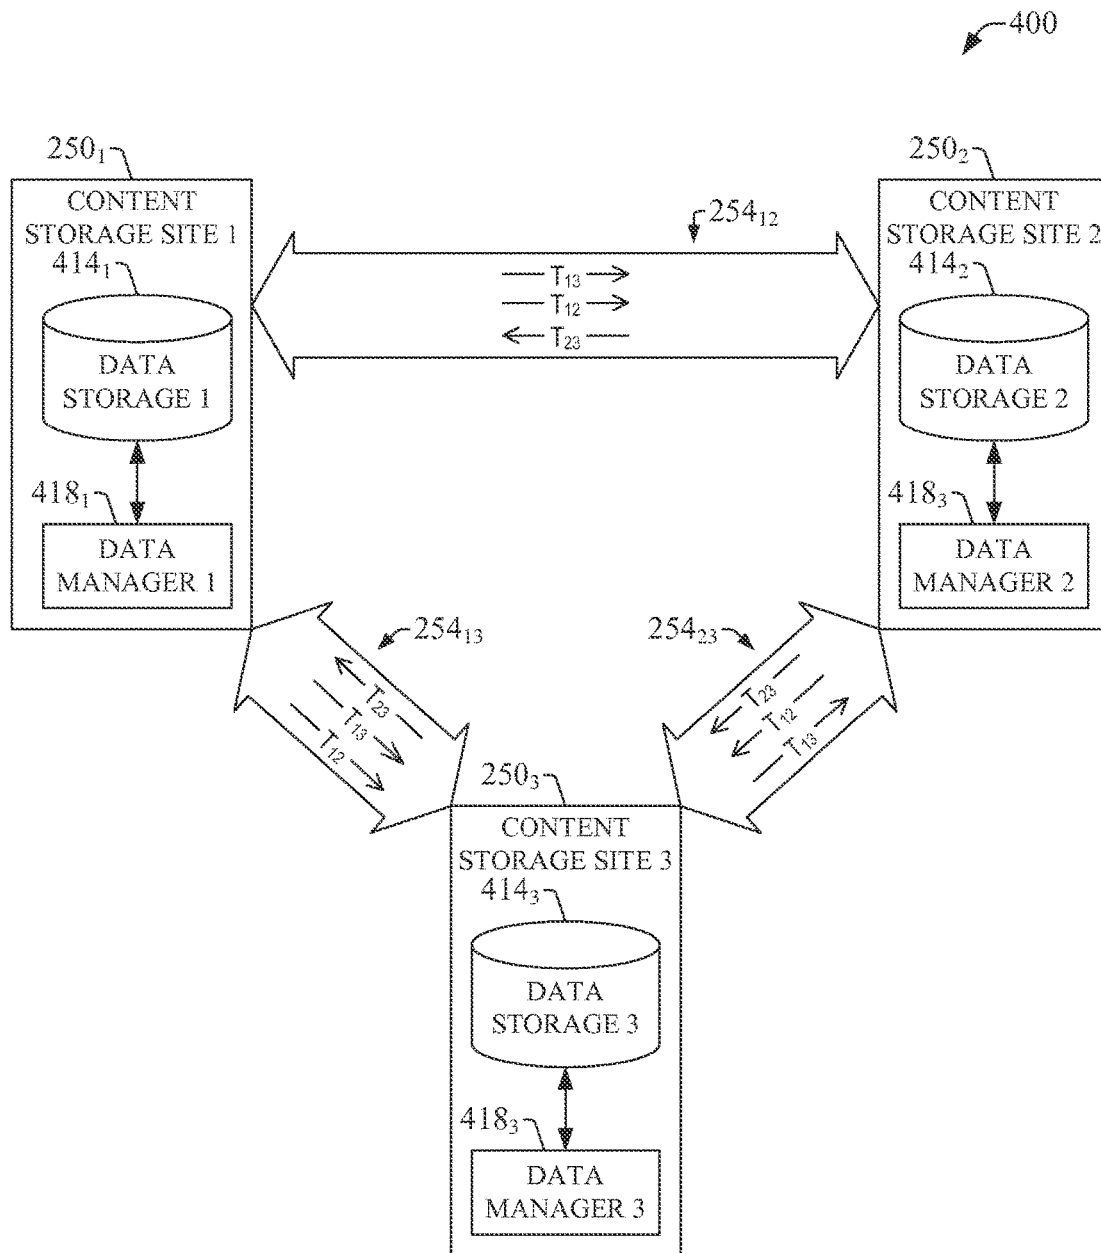 400
250₁
CONTENT
STORAGE SITE 1
414₁
DATA
STORAGE 1
418₁
DATA
MANAGER 1
254₁₂
T₁₃
T₁₂
T₂₃
250₂
CONTENT
STORAGE SITE 2
414₂
DATA
STORAGE 2
418₃
DATA
MANAGER 2
254₁₃
T₂₃
T₁₃
T₁₂
254₂₃
T₂₃
T₁₂
T₁₃
250₃
CONTENT
STORAGE SITE 3
414₃
DATA
STORAGE 3
418₃
DATA
MANAGER 3